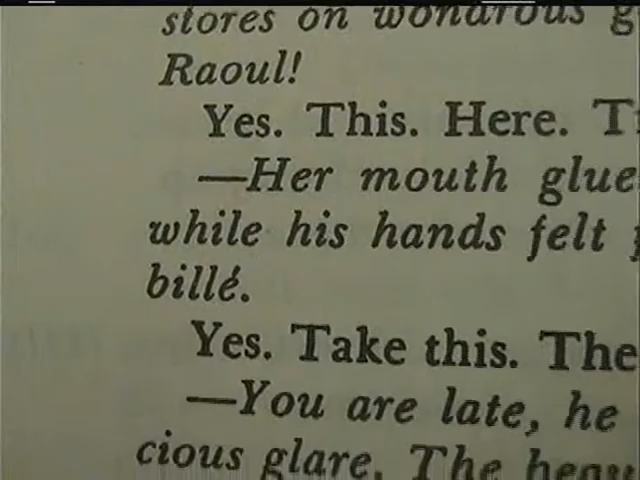 stores on wondrous g
Raoul!
Yes. This. Here. T
—Her mouth glue
while his hands felt
billé.
Yes. Take this. The
—You are late, he
cious glare. The beau